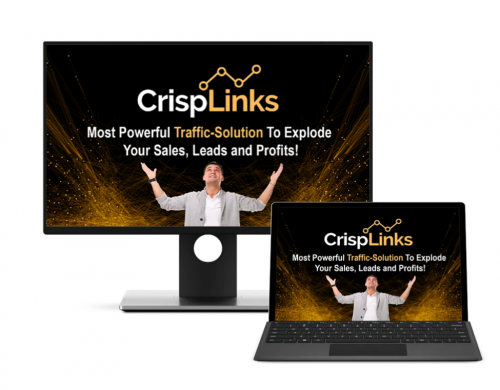 CrispLinks
Most Powerful Traffic-Solution To Explode
Your Sales, Leads and Profits!
CrispLinks
Most Powerful Traffic-Solution To Explode
Your Sales, Leads and Profits!